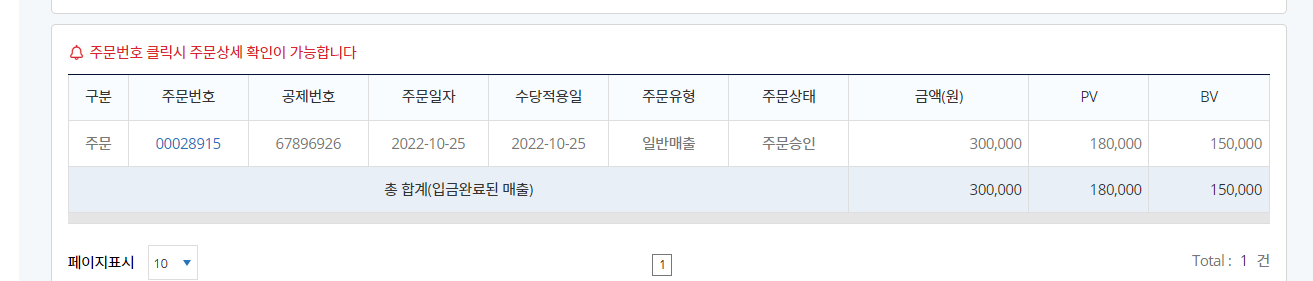 주문번호 클릭시 주문상세 확인이 가능합니다
구분 주문번호 공제번호 주문일자 수당적용일 주문유형 주문상태 금액(원) PV BV
주문 00028915 67896926 2022-10-25 2022-10-25 일반매출 주문승인 300,000 180,000 150,000
총 합계(입금완료된 매출) 300,000 180,000 150,000
페이지표시 10 1 Total : 1 건